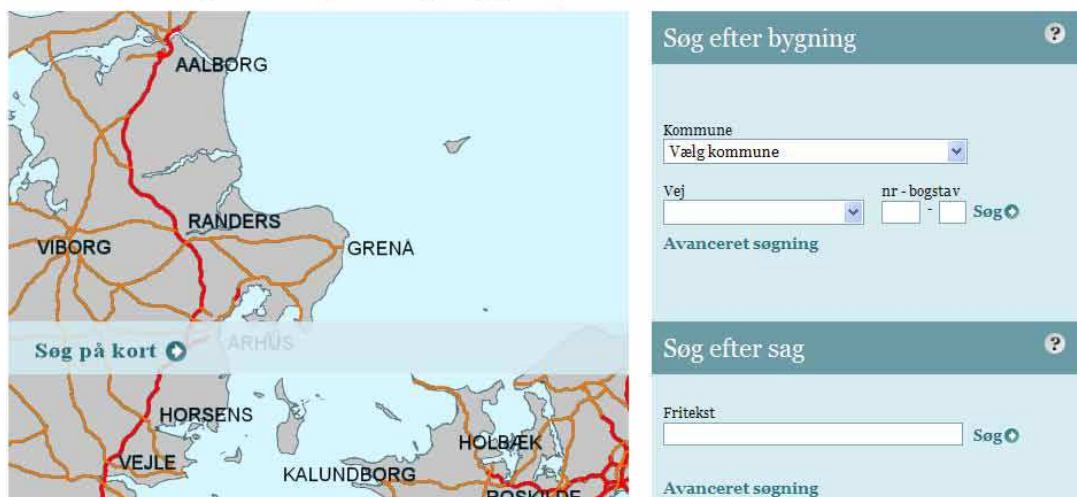 AALBORG
RANDERS
VIBORG
GRENÅ
Søg på kort
ÅRHUS
HORSENS
VEJLE
HOLBÆK
KALUNDBORG
ROSKILDE
Søg efter bygning
?
Kommune
Vælg kommune
Vej
nr - bogstav
- Søg
Avanceret søgning
Søg efter sag
?
Fritekst
Søg
Avanceret søgning